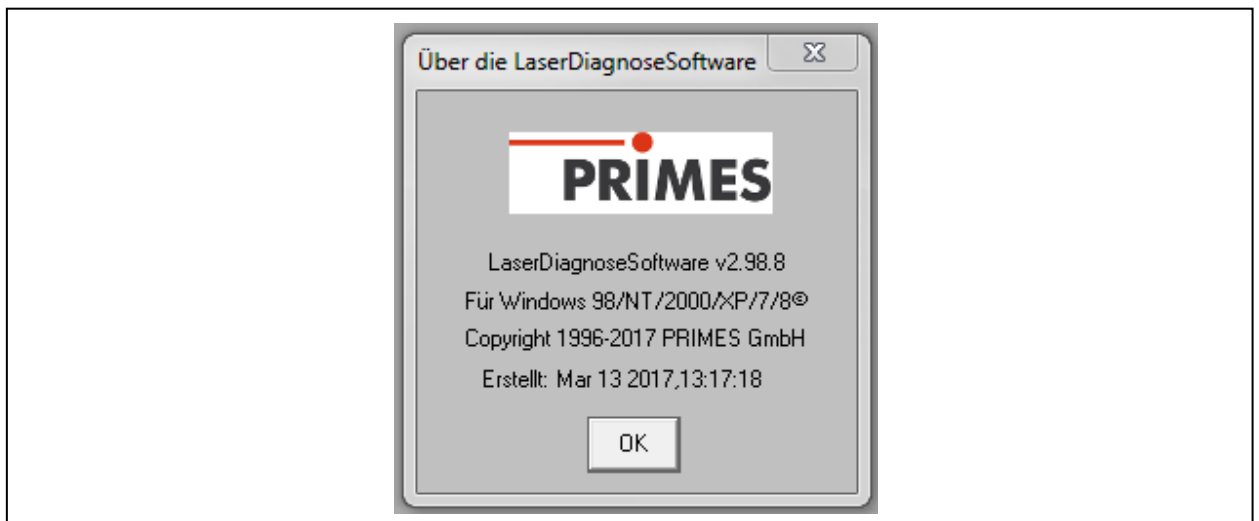 Über die LaserDiagnoseSoftware
PRIMES
LaserDiagnoseSoftware v2.98.8
Für Windows 98/NT/2000/XP/7/8©
Copyright 1996-2017 PRIMES GmbH
Erstellt: Mar 13 2017,13:17:18
OK